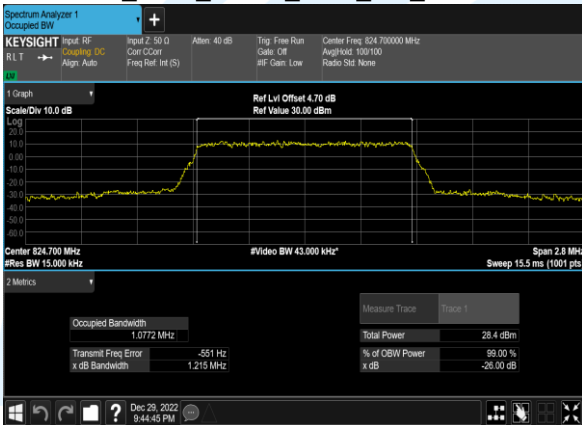 Spectrum Analyzer 1
Occupied BW
KEYSIGHT Input: RF Input Z: 50 Ω Atten: 40 dB Trig: Free Run Center Freq: 824.700000 MHz
RLT Coupling: DC Corr CCorr Gate: Off Avg|Hold: 100/100
Align: Auto Freq Ref: Int (S) #IF Gain: Low Radio Std: None
1 Graph
Ref Lvl Offset 4.70 dB
Scale/Div 10.0 dB Ref Value 30.00 dBm
Log
20.0
10.0
0.00
-10.0
-20.0
-30.0
-40.0
-50.0
-60.0
Center 824.700 MHz #Video BW 43.000 kHz* Span 2.8 MHz
#Res BW 15.000 kHz Sweep 15.5 ms (1001 pts
2 Metrics
Measure Trace Trace 1
Occupied Bandwidth
1.0772 MHz Total Power 28.4 dBm
Transmit Freq Error -551 Hz % of OBW Power 99.00 %
x dB Bandwidth 1.215 MHz x dB -26.00 dB
? Dec 29, 2022
9:44:45 PM